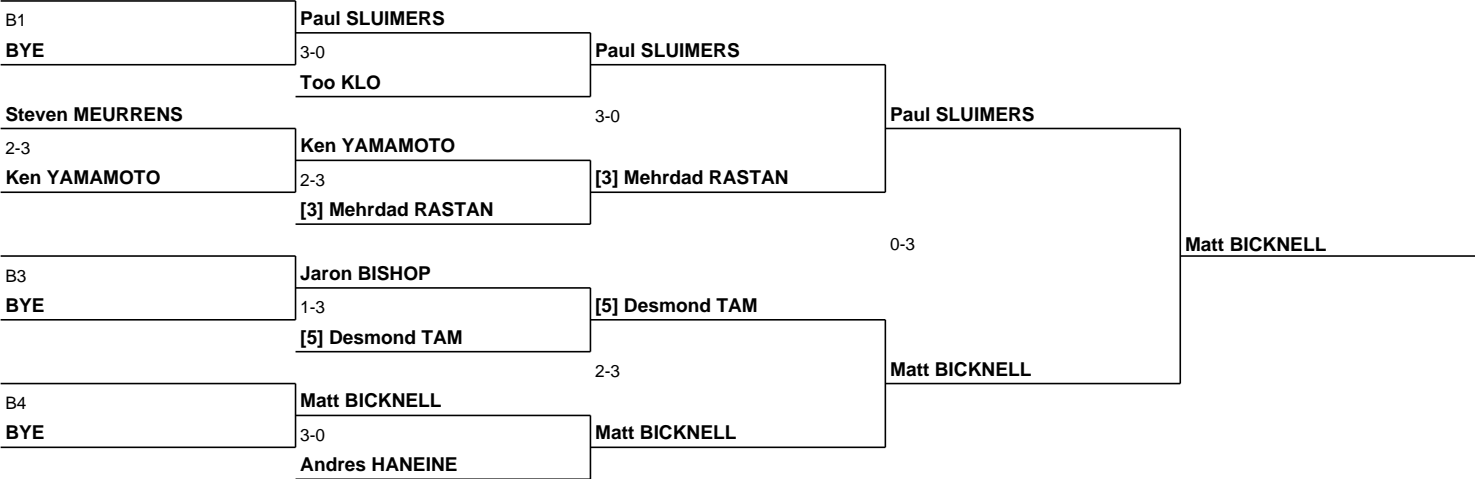 B1
BYE
Paul SLUIMERS
3-0
Too KLO
Paul SLUIMERS
Steven MEURRENS
2-3
Ken YAMAMOTO
Ken YAMAMOTO
2-3
[3] Mehrdad RASTAN
3-0
[3] Mehrdad RASTAN
Paul SLUIMERS
B3
BYE
Jaron BISHOP
1-3
[5] Desmond TAM
[5] Desmond TAM
B4
BYE
Matt BICKNELL
3-0
Andres HANEINE
2-3
Matt BICKNELL
Matt BICKNELL
0-3
Matt BICKNELL